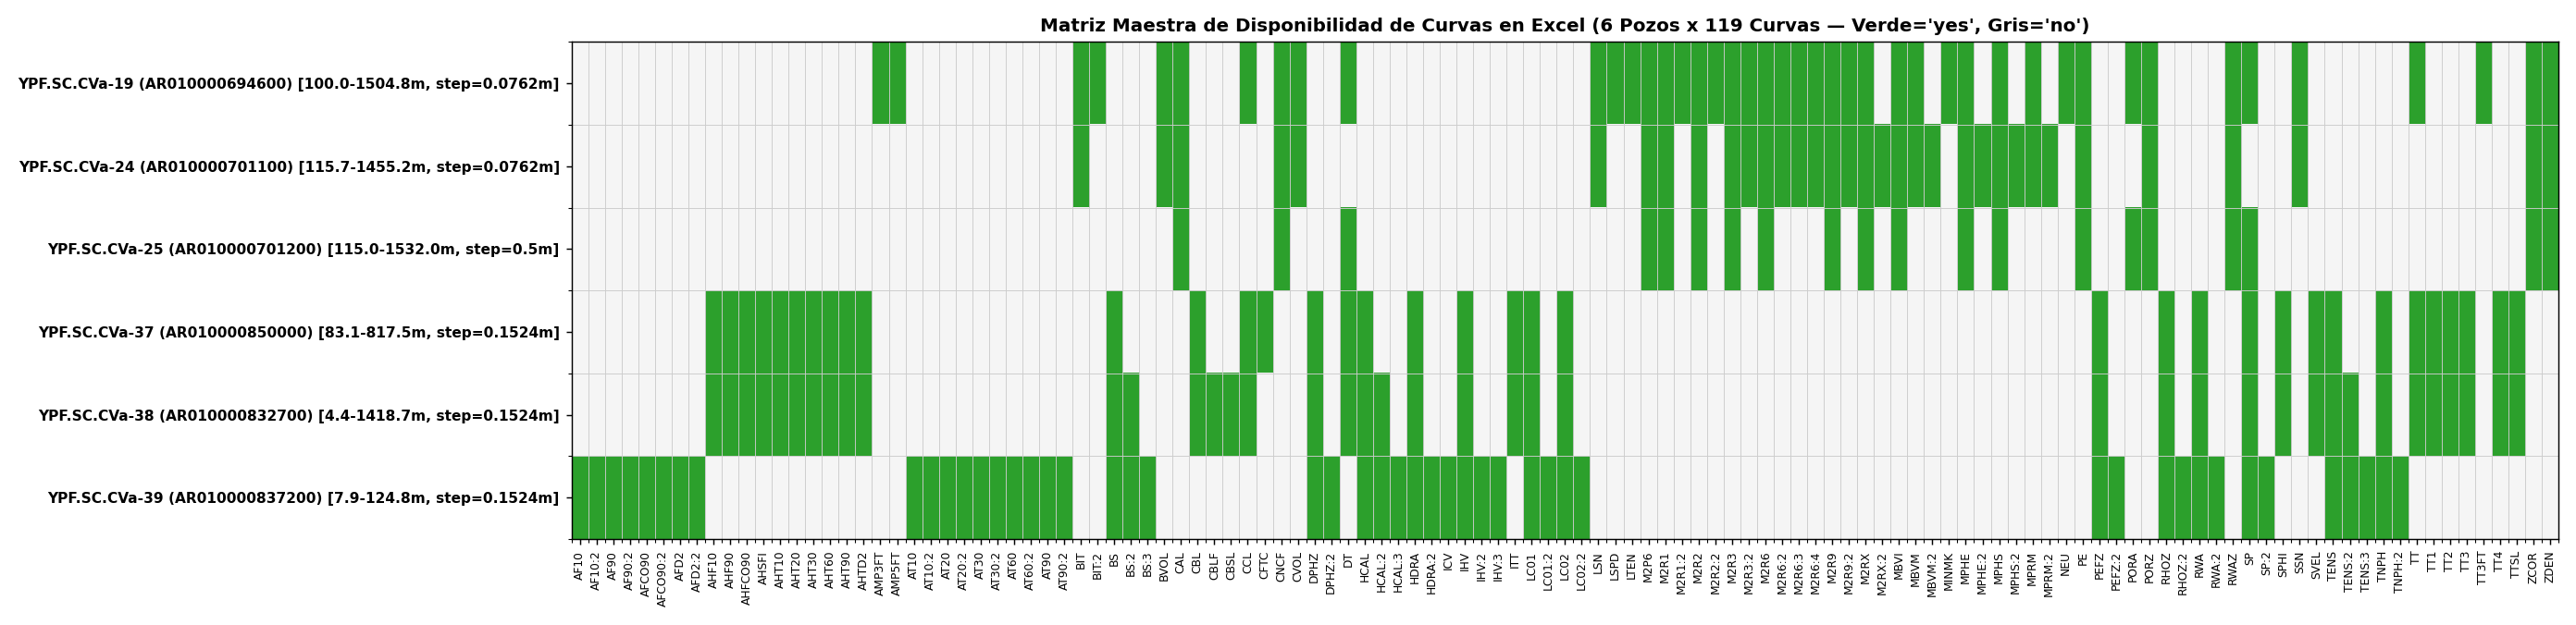 Matriz Maestra de Disponibilidad de Curvas en Excel (6 Pozos x 119 Curvas — Verde='yes', Gris='no')
YPF.SC.CVa-19 (AR010000694600) [100.0-1504.8m, step=0.0762m]
YPF.SC.CVa-24 (AR010000701100) [115.7-1455.2m, step=0.0762m]
YPF.SC.CVa-25 (AR010000701200) [115.0-1532.0m, step=0.5m]
YPF.SC.CVa-37 (AR010000850000) [83.1-817.5m, step=0.1524m]
YPF.SC.CVa-38 (AR010000832700) [4.4-1418.7m, step=0.1524m]
YPF.SC.CVa-39 (AR010000837200) [7.9-124.8m, step=0.1524m]
AF10
AF10:2
AF90
AF90:2
AFCO90
AFCO90:2
AFD2
AFD2:2
AHF10
AHF90
AHFCO90
AHSFI
AHT10
AHT20
AHT30
AHT60
AHT90
AHTD2
AMP3FT
AMP5FT
AT10
AT10:2
AT20
AT20:2
AT30
AT30:2
AT60
AT60:2
AT90
AT90:2
BIT
BIT:2
BS
BS:2
BS:3
BVOL
CAL
CBL
CBLF
CBSL
CCL
CFTC
CNCF
CVOL
DPHZ
DPHZ:2
DT
HCAL
HCAL:2
HCAL:3
HDRA
HDRA:2
ICV
IHV
IHV:2
IHV:3
ITT
LC01
LC01:2
LC02
LC02:2
LSN
LSPD
LTEN
M2P6
M2R1
M2R1:2
M2R2
M2R2:2
M2R3
M2R3:2
M2R6
M2R6:2
M2R6:3
M2R6:4
M2R9
M2R9:2
M2RX
M2RX:2
MBVI
MBVM
MBVM:2
MINMK
MPHE
MPHE:2
MPHS
MPHS:2
MPRM
MPRM:2
NEU
PE
PEFZ
PEFZ:2
PORA
PORZ
RHOZ
RHOZ:2
RWA
RWA:2
RWAZ
SP
SP:2
SPHI
SSN
SVEL
TENS
TENS:2
TENS:3
TNPH
TNPH:2
TT
TT1
TT2
TT3
TT3FT
TT4
TTSL
ZCOR
ZDEN